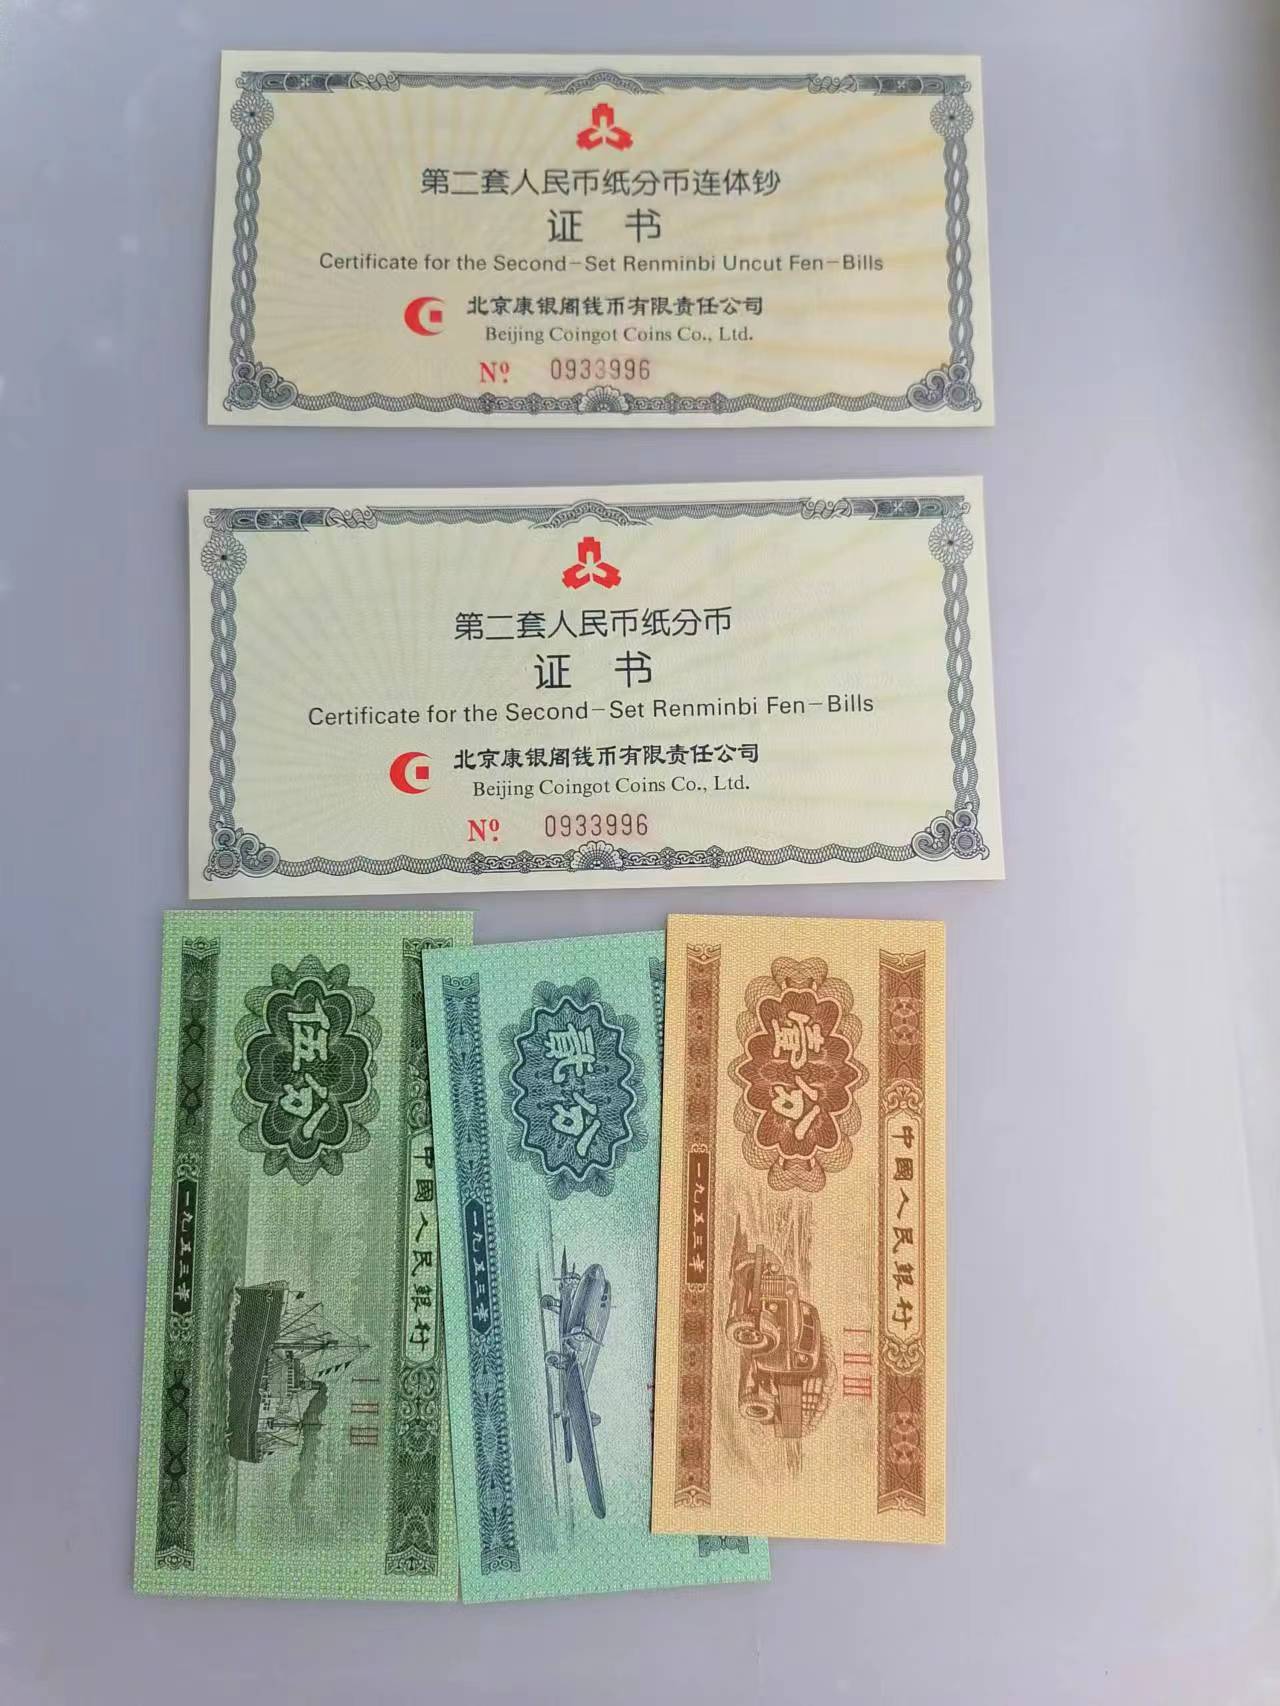 第二套人民币纸分币连体钞
证 书
Certificate for the Second-Set Renminbi Uncut Fen-Bills
北京康银阁钱币有限责任公司
Beijing Coingot Coins Co., Ltd.
Nº 0933996
第二套人民币纸分币
证 书
Certificate for the Second-Set Renminbi Fen-Bills
北京康银阁钱币有限责任公司
Beijing Coingot Coins Co., Ltd.
Nº 0933996
中國人民銀行
伍分
I II III
一九五三年
貳分
一九五三年
中國人民銀行
壹分
I II III
一九五三年